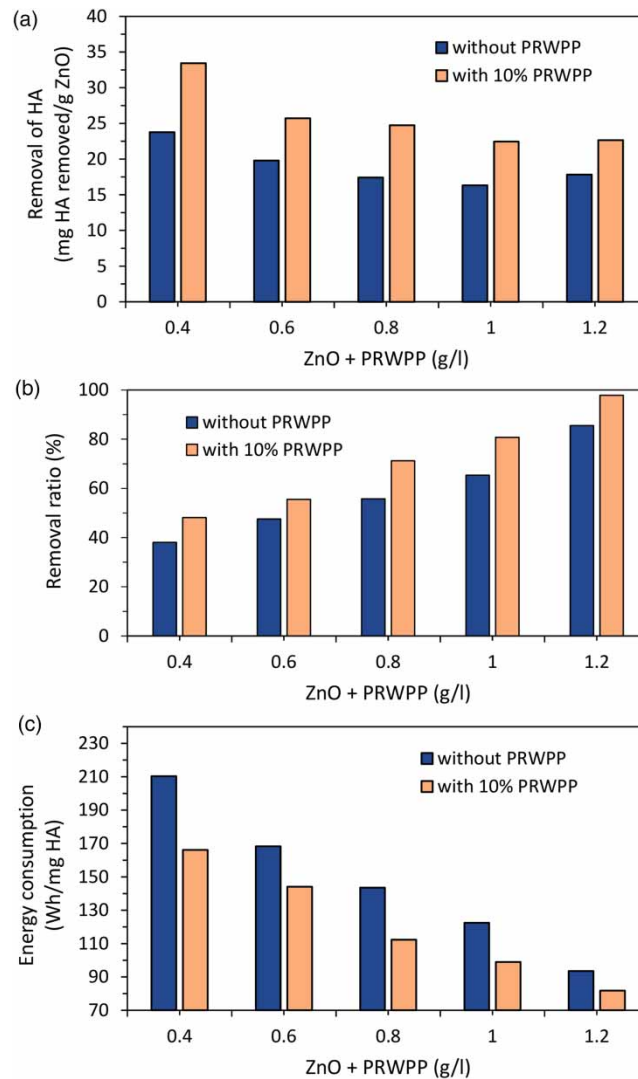 (a)
Removal of HA
(mg HA removed/g ZnO)
40
35
30
25
20
15
10
5
0
without PRWPP
with 10% PRWPP
0.4 0.6 0.8 1 1.2
ZnO + PRWPP (g/l)
(b)
Removal ratio (%)
100
80
60
40
20
0
without PRWPP
with 10% PRWPP
0.4 0.6 0.8 1 1.2
ZnO + PRWPP (g/l)
(c)
Energy consumption
(Wh/mg HA)
230
210
190
170
150
130
110
90
70
without PRWPP
with 10% PRWPP
0.4 0.6 0.8 1 1.2
ZnO + PRWPP (g/l)